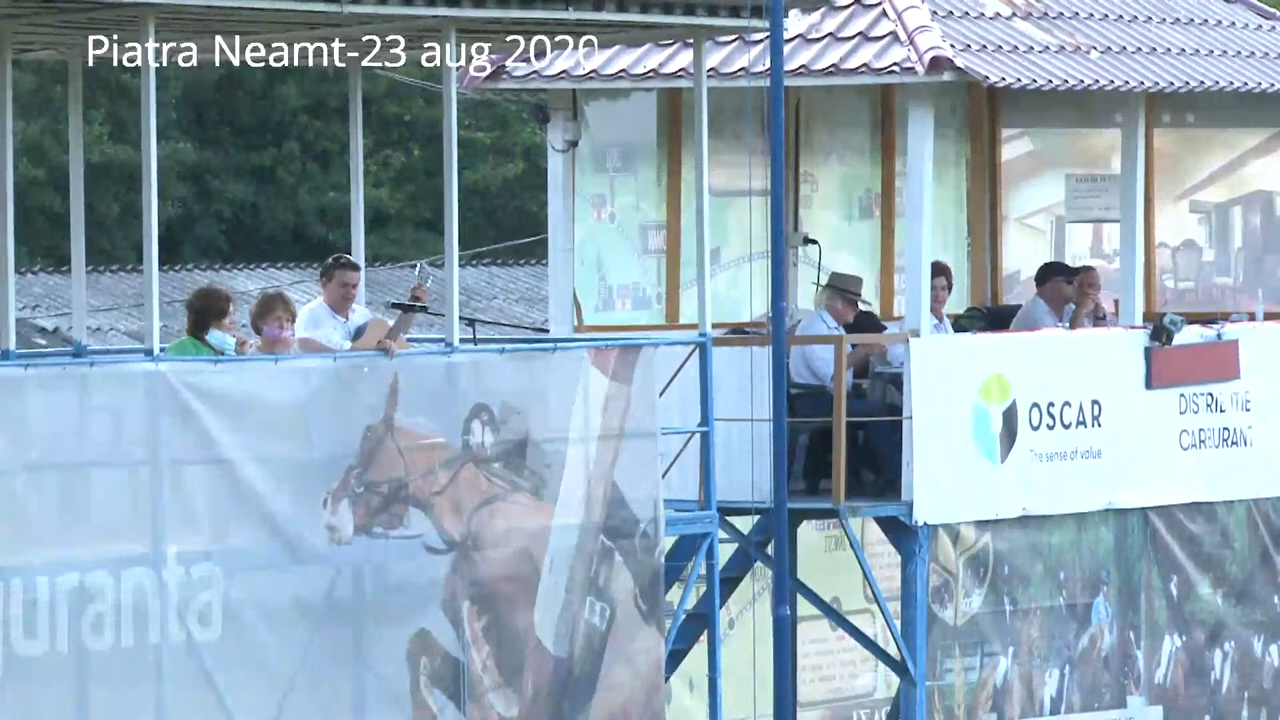 Piatra Neamt-23 aug 2020
OSCAR
The sense of value
DISTRIBUTIE
CARBURANT
guranta